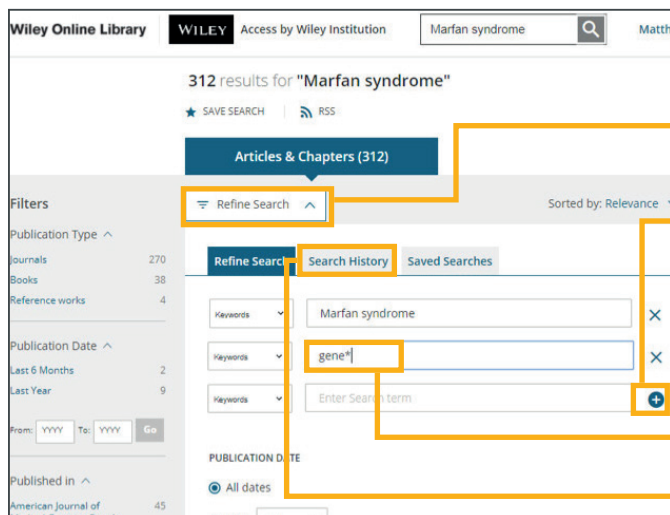 Wiley Online Library
WILEY Access by Wiley Institution
Marfan syndrome
312 results for "Marfan syndrome"
SAVE SEARCH
RSS
Articles & Chapters (312)
Filters
Refine Search
Sorted by: Relevance
Publication Type
Journals 270
Books 38
Reference works 4
Refine Search
Search History
Saved Searches
Keywords Marfan syndrome
Keywords gene*
Keywords Enter Search term
Publication Date
Last 6 Months 2
Last Year 9
From: YYYY To: YYYY Go
PUBLICATION DATE
All dates
Published in
American Journal of 45